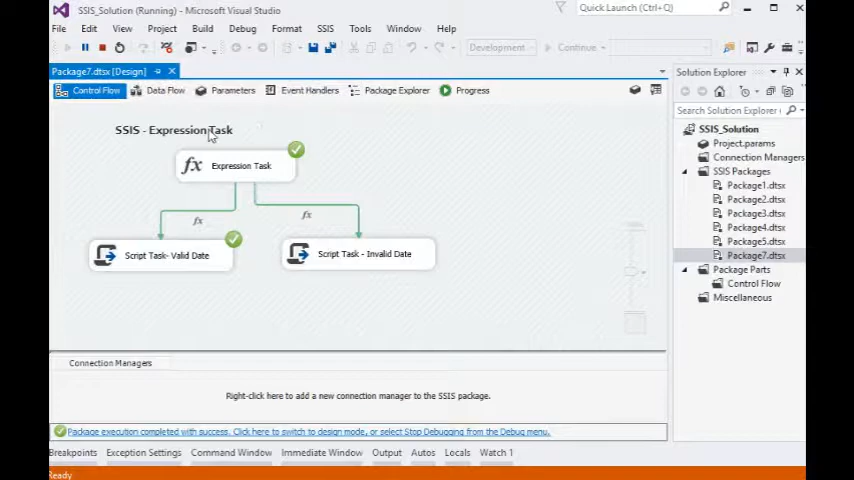 SSIS_Solution (Running) - Microsoft Visual Studio
Quick Launch (Ctrl+Q)
File Edit View Project Build Debug Format SSIS Tools Window Help
Development Continue
Package7.dtsx [Design]
Solution Explorer
Control Flow Data Flow Parameters Event Handlers Package Explorer Progress
Search Solution Explorer
SSIS - Expression Task
SSIS_Solution
Project.params
Connection Managers
SSIS Packages
Package1.dtsx
Package2.dtsx
Package3.dtsx
Package4.dtsx
Package5.dtsx
Package7.dtsx
Package Parts
Control Flow
Miscellaneous
fx Expression Task
fx
fx
Script Task- Valid Date
Script Task - Invalid Date
Connection Managers
Right-click here to add a new connection manager to the SSIS package.
Package execution completed with success. Click here to switch to design mode, or select Stop Debugging from the Debug menu.
Breakpoints Exception Settings Command Window Immediate Window Output Autos Locals Watch 1
Ready